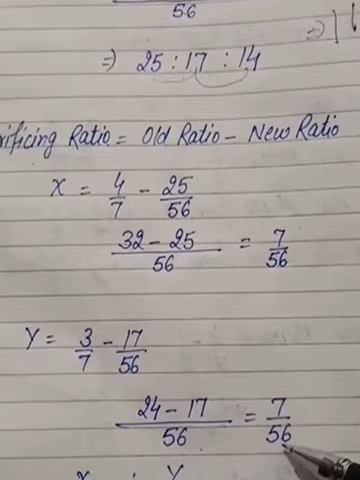 56
⇒ 25 : 17 : 14
rificing Ratio = Old Ratio - New Ratio
X = 4/7 - 25/56
32 - 25/56 = 7/56
Y = 3/7 - 17/56
24 - 17/56 = 7/56
X : Y